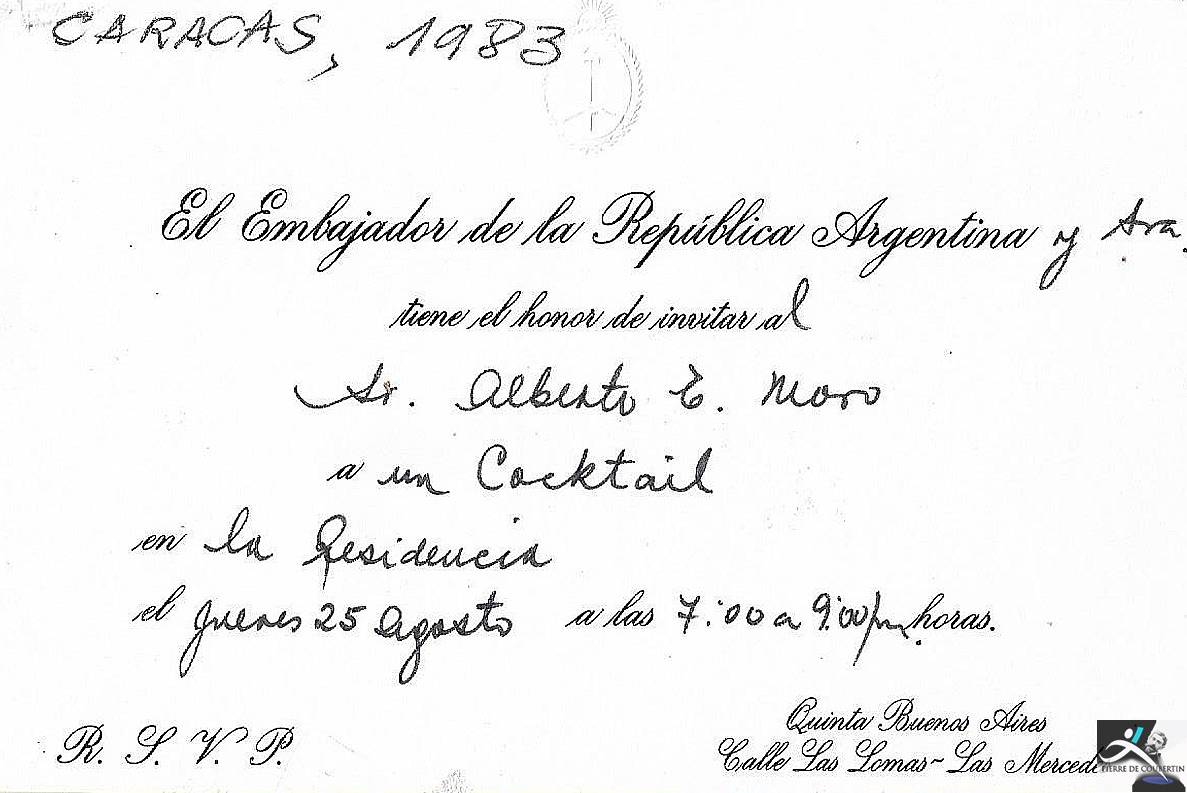 CARACAS, 1983
El Embajador de la República Argentina y Sra.
tiene el honor de invitar al
Sr. Alberto E. Moro
a un Cocktail
en la Residencia
el jueves 25 Agosto a las 7:00 a 9:00/pm horas.
R. S. V. P.
Quinta Buenos Aires
Calle Las Lomas - Las Merced
PIERRE DE COUBERTIN